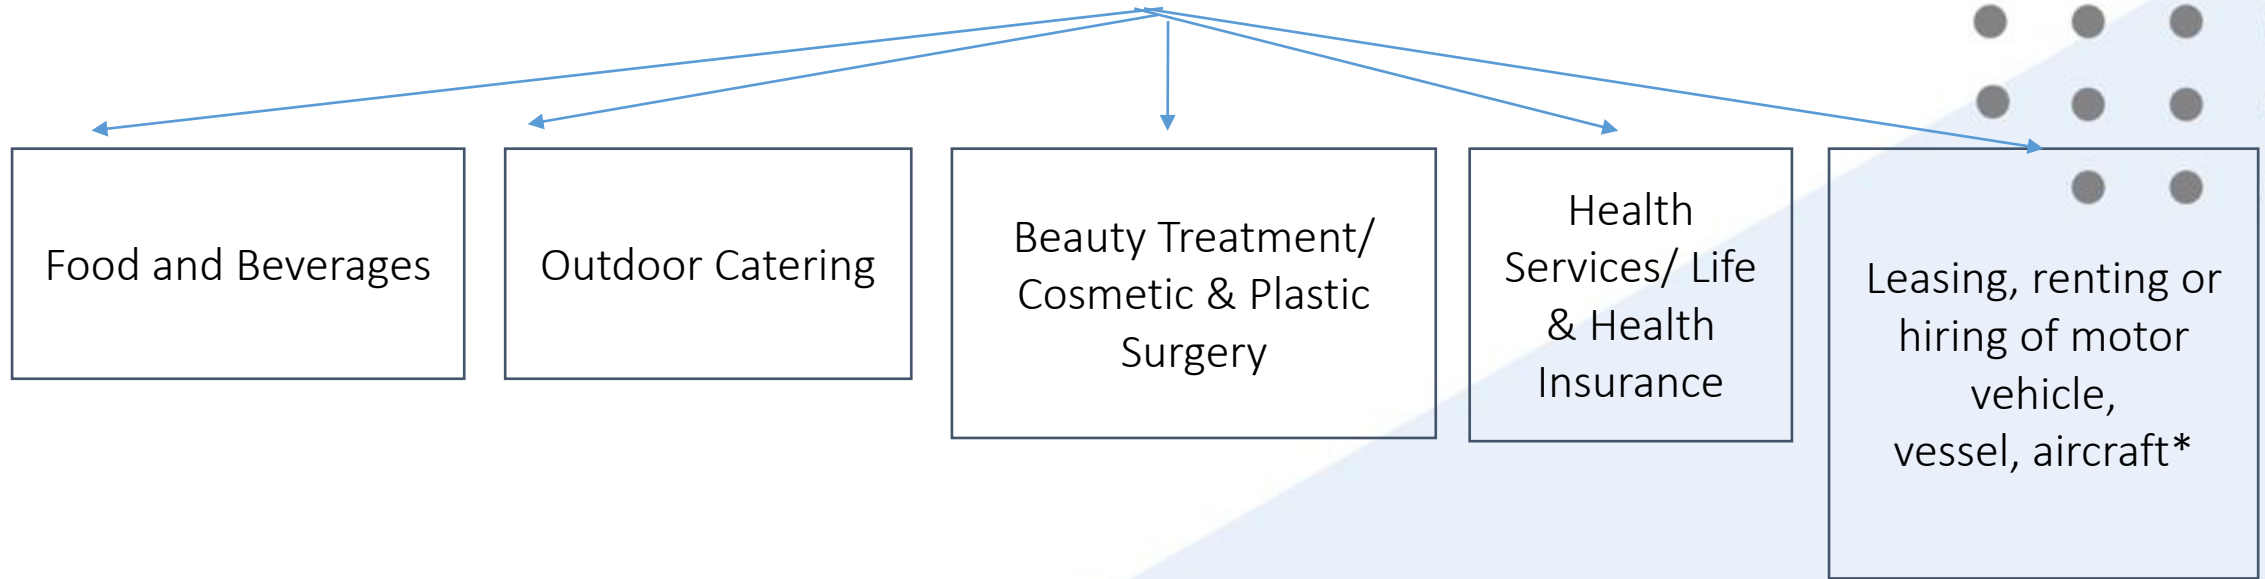 Food and Beverages
Outdoor Catering
Beauty Treatment/
Cosmetic & Plastic
Surgery
Health
Services/ Life
& Health
Insurance
Leasing, renting or
hiring of motor
vehicle,
vessel, aircraft*